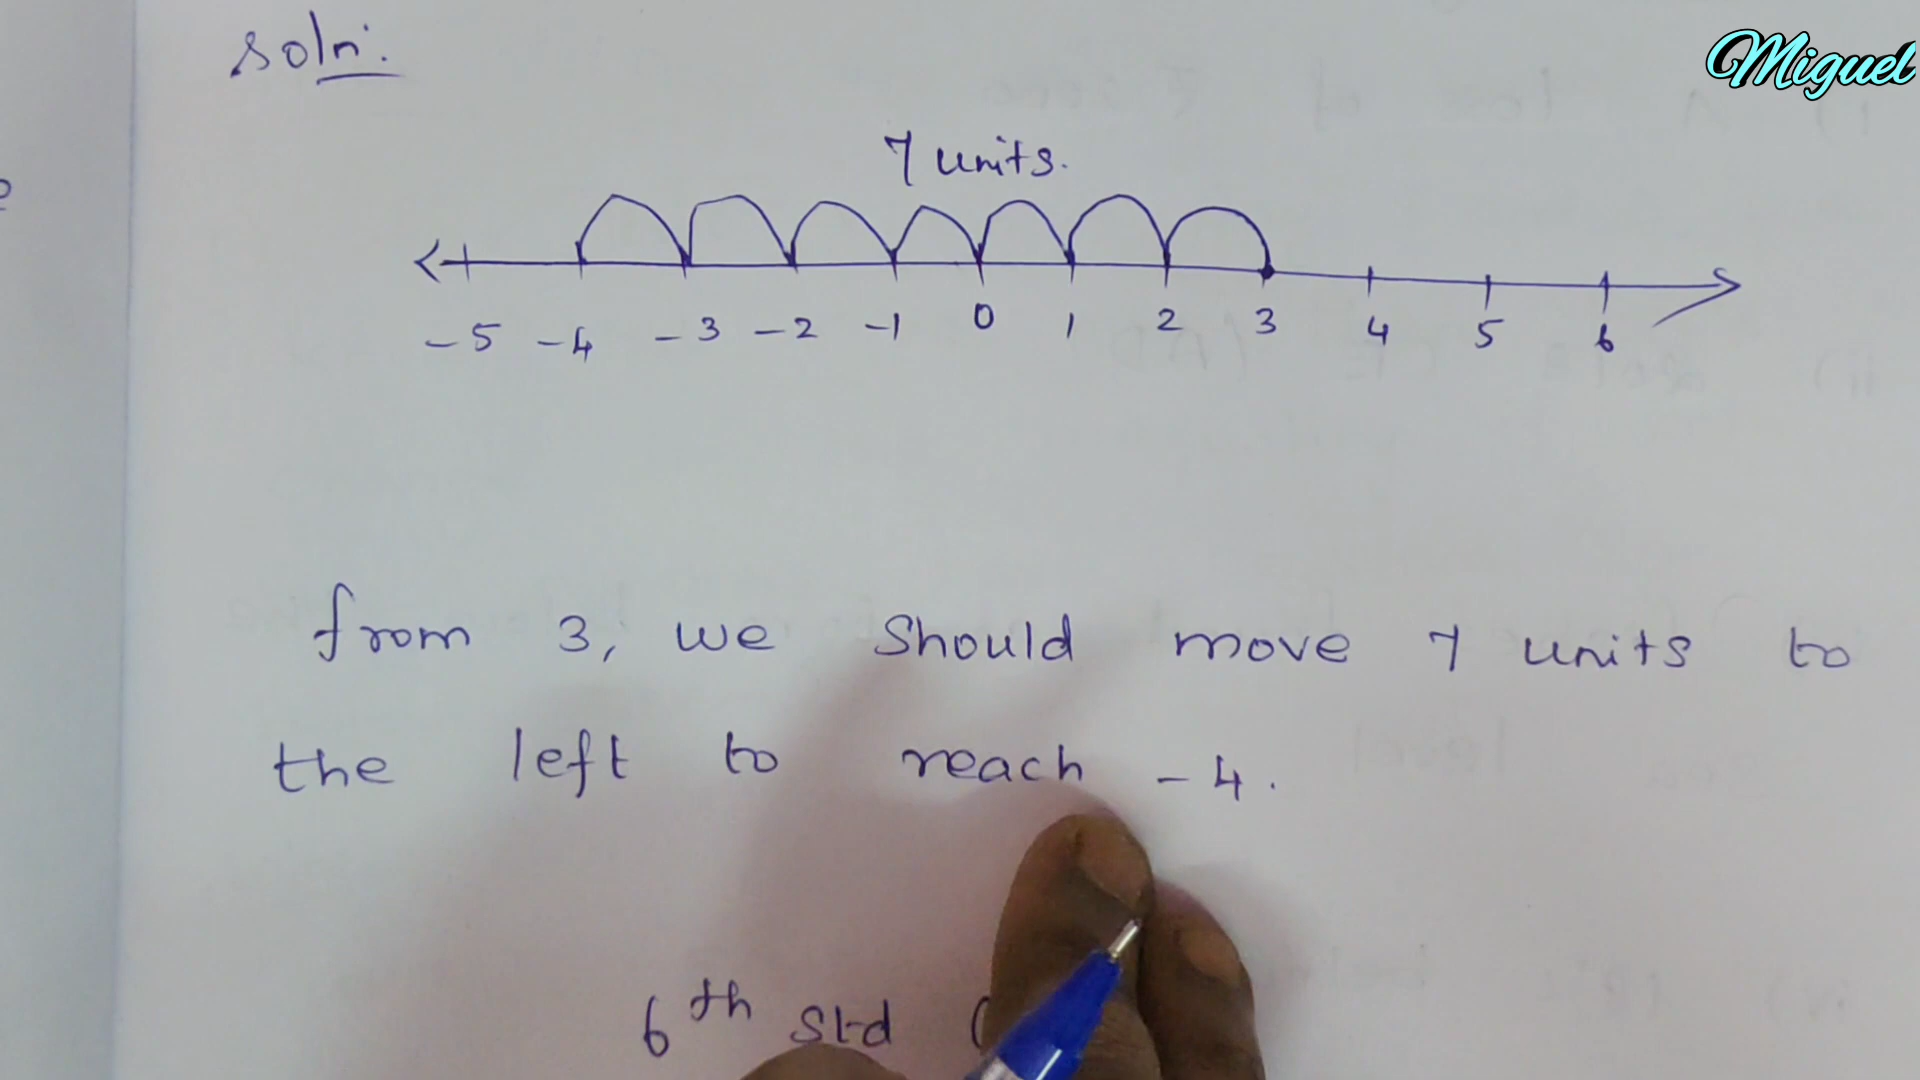 Miguel
soln:
7 units.
-5 -4 -3 -2 -1 0 1 2 3 4 5 6
from 3, we should move 7 units to
the left to reach -4.
6th std (